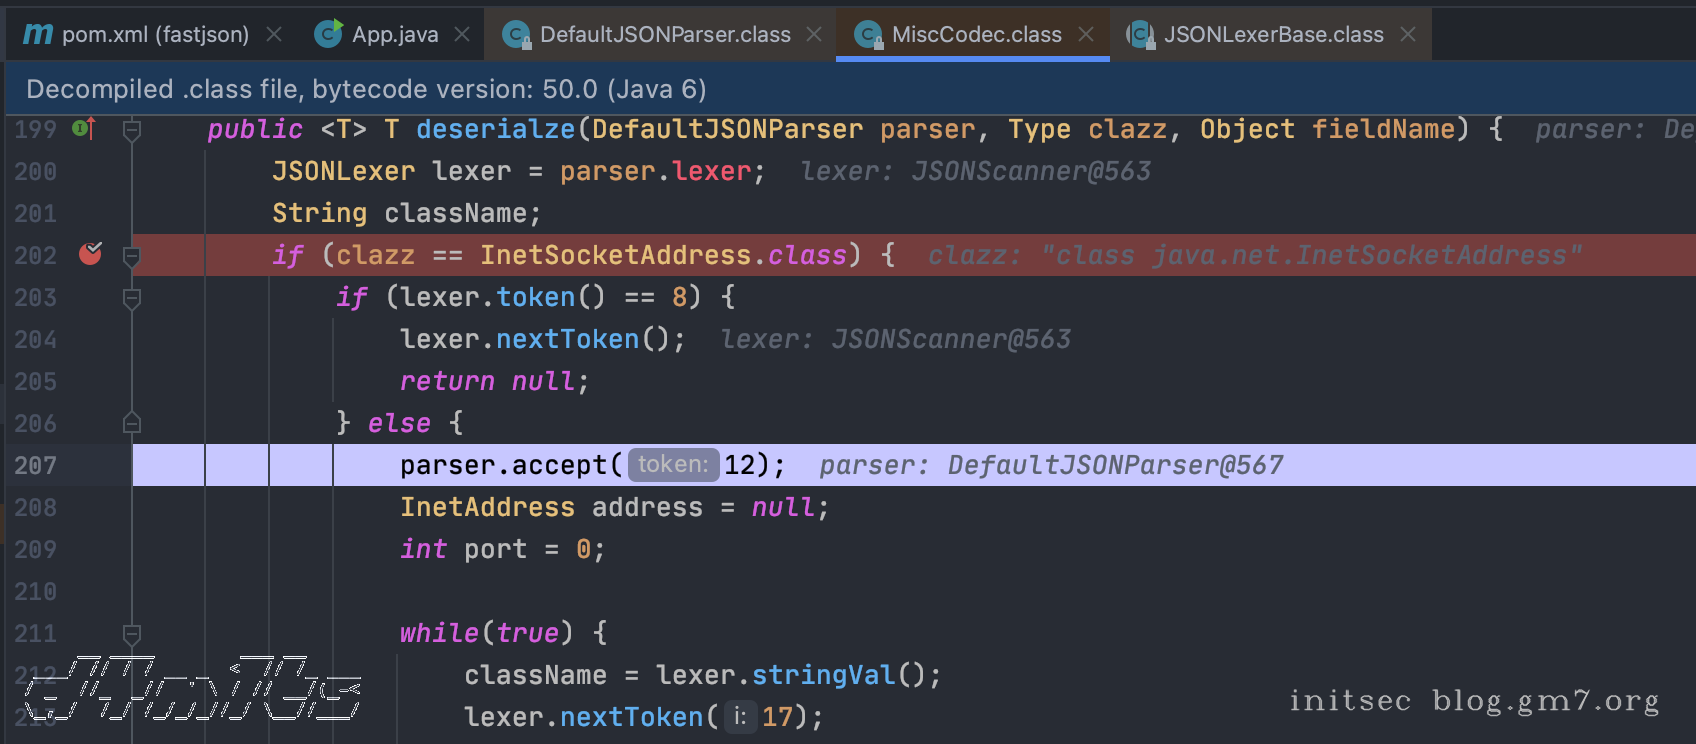 pom.xml (fastjson) App.java DefaultJSONParser.class MiscCodec.class JSONLexerBase.class
Decompiled .class file, bytecode version: 50.0 (Java 6)
199 public <T> T deserialze(DefaultJSONParser parser, Type clazz, Object fieldName) { parser: De
200 JSONLexer lexer = parser.lexer; lexer: JSONScanner@563
201 String className;
202 if (clazz == InetSocketAddress.class) { clazz: "class java.net.InetSocketAddress"
203 if (lexer.token() == 8) {
204 lexer.nextToken(); lexer: JSONScanner@563
205 return null;
206 } else {
207 parser.accept( token: 12); parser: DefaultJSONParser@567
208 InetAddress address = null;
209 int port = 0;
210
211 while(true) {
212 className = lexer.stringVal();
213 lexer.nextToken( i: 17);
initsec blog.gm7.org